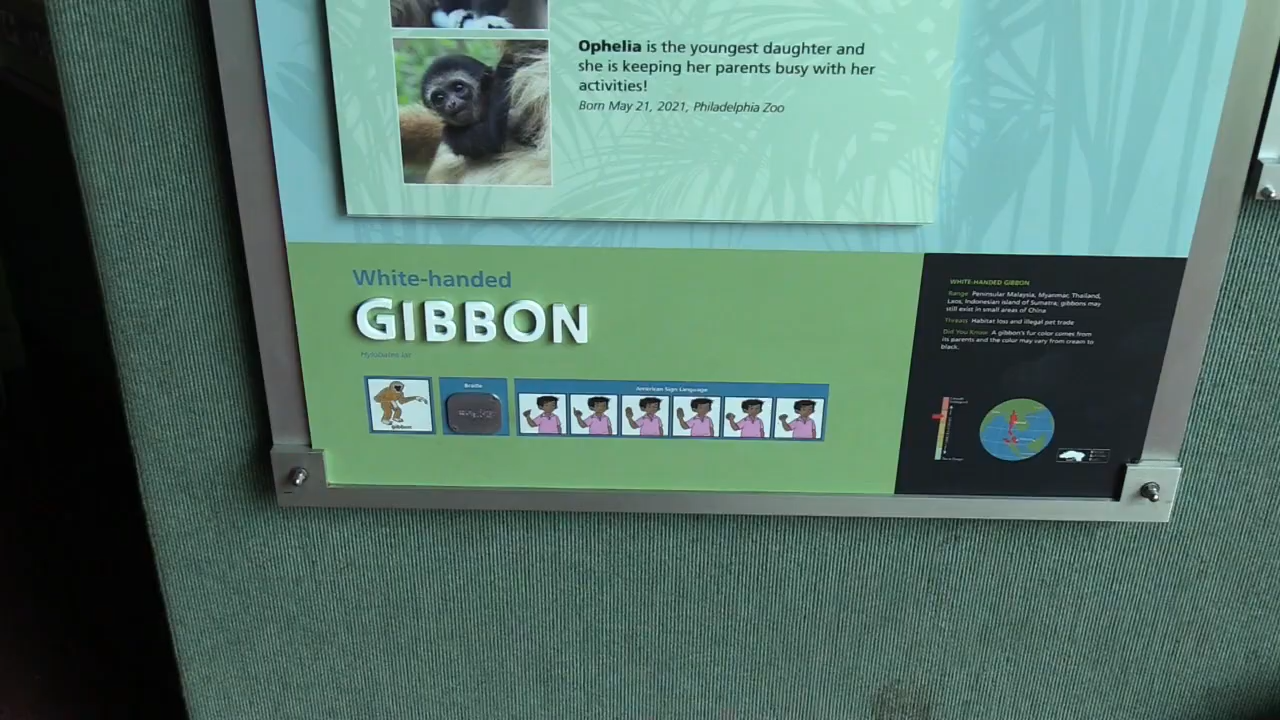 Ophelia is the youngest daughter and
she is keeping her parents busy with her
activities!
Born May 21, 2021, Philadelphia Zoo
White-handed
GIBBON
Hylobates lar
gibbon
Braille
American Sign Language
WHITE-HANDED GIBBON
Range Peninsular Malaysia, Myanmar, Thailand,
Laos, Indonesian island of Sumatra; gibbons may
still exist in small areas of China
Threats Habitat loss and illegal pet trade
Did You Know A gibbon's fur color comes from
its parents and the color may vary from cream to
black.